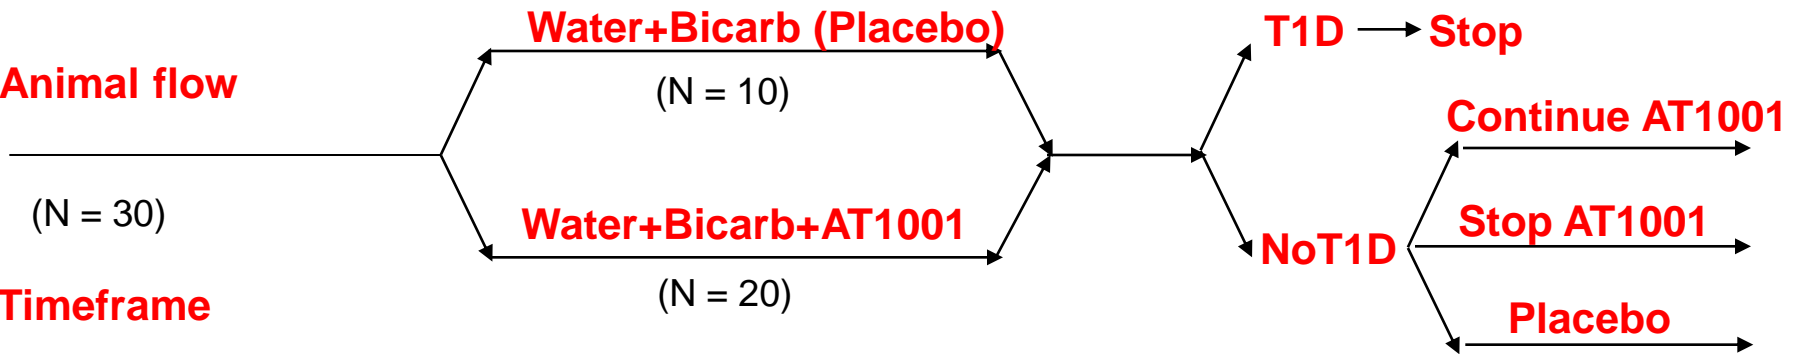 Water+Bicarb (Placebo)
T1D
Stop
Animal flow
(N = 10)
Continue AT1001
(N = 30)
Water+Bicarb+AT1001
Stop AT1001
NoT1D
(N = 20)
Timeframe
Placebo